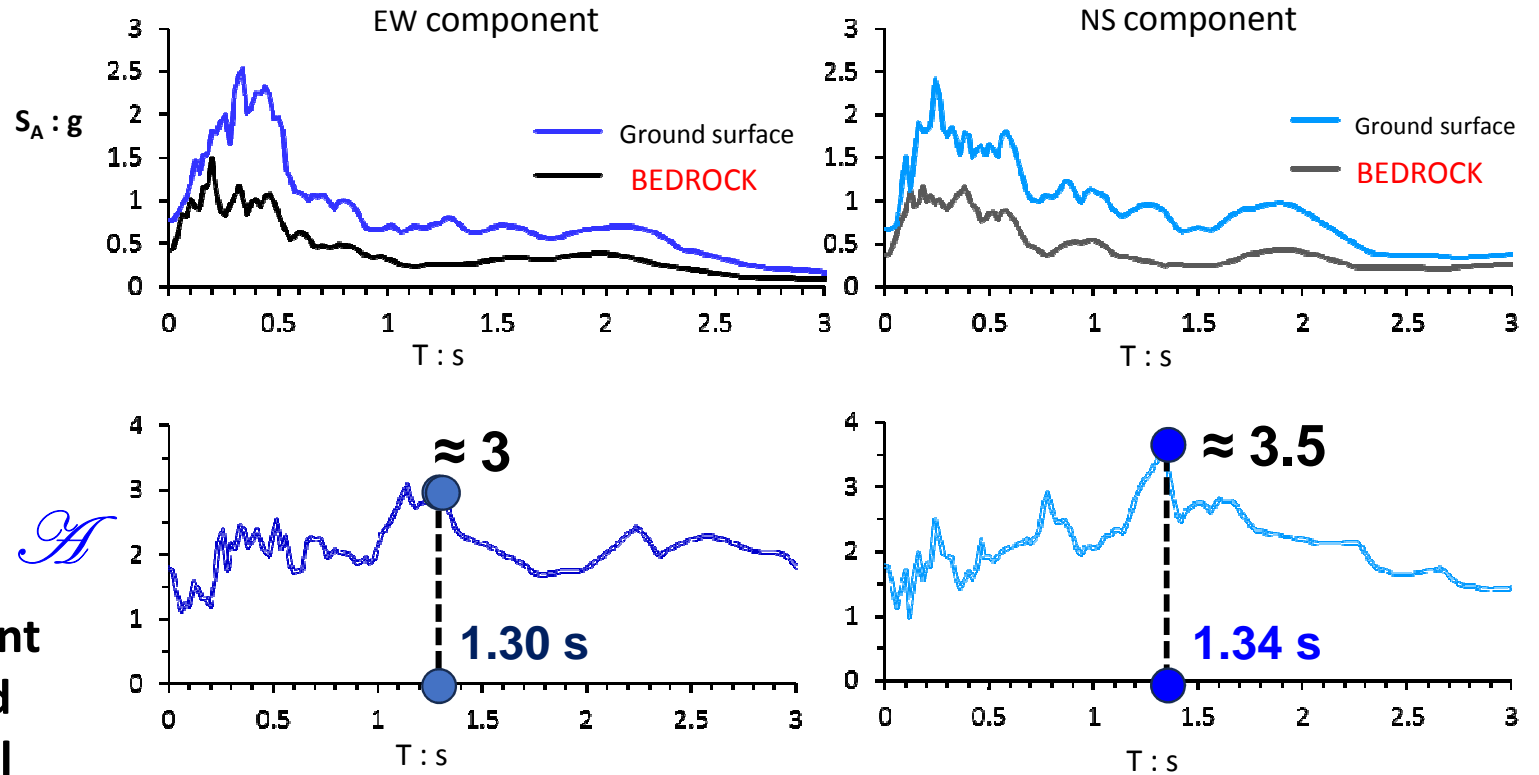 EW component
3
2.5
2
1.5
1
0.5
0
S_A : g
Ground surface
BEDROCK
0 0.5 1 1.5 2 2.5 3
T : s
NS component
3
2.5
2
1.5
1
0.5
0
Ground surface
BEDROCK
0 0.5 1 1.5 2 2.5 3
T : s
4
3
2
1
0
𝒜
≈ 3
1.30 s
0 0.5 1 1.5 2 2.5 3
T : s
4
3
2
1
0
≈ 3.5
1.34 s
0 0.5 1 1.5 2 2.5 3
T : s
nt
d
l